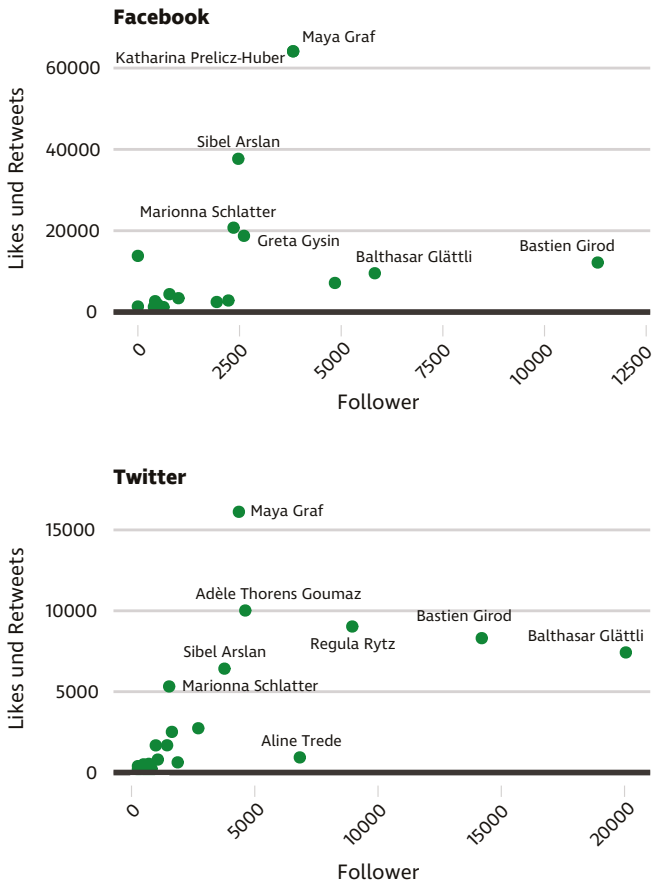 Facebook
Maya Graf
Katharina Prelicz-Huber
60000
Sibel Arslan
40000
Marionna Schlatter
20000
Greta Gysin
Balthasar Glättli
Bastien Girod
0
Likes und Retweets
0
2500
5000
7500
10000
12500
Follower
Twitter
Maya Graf
15000
Adèle Thorens Goumaz
10000
Bastien Girod
Regula Rytz
Balthasar Glättli
Sibel Arslan
Marionna Schlatter
5000
Aline Trede
0
Likes und Retweets
0
5000
10000
15000
20000
Follower